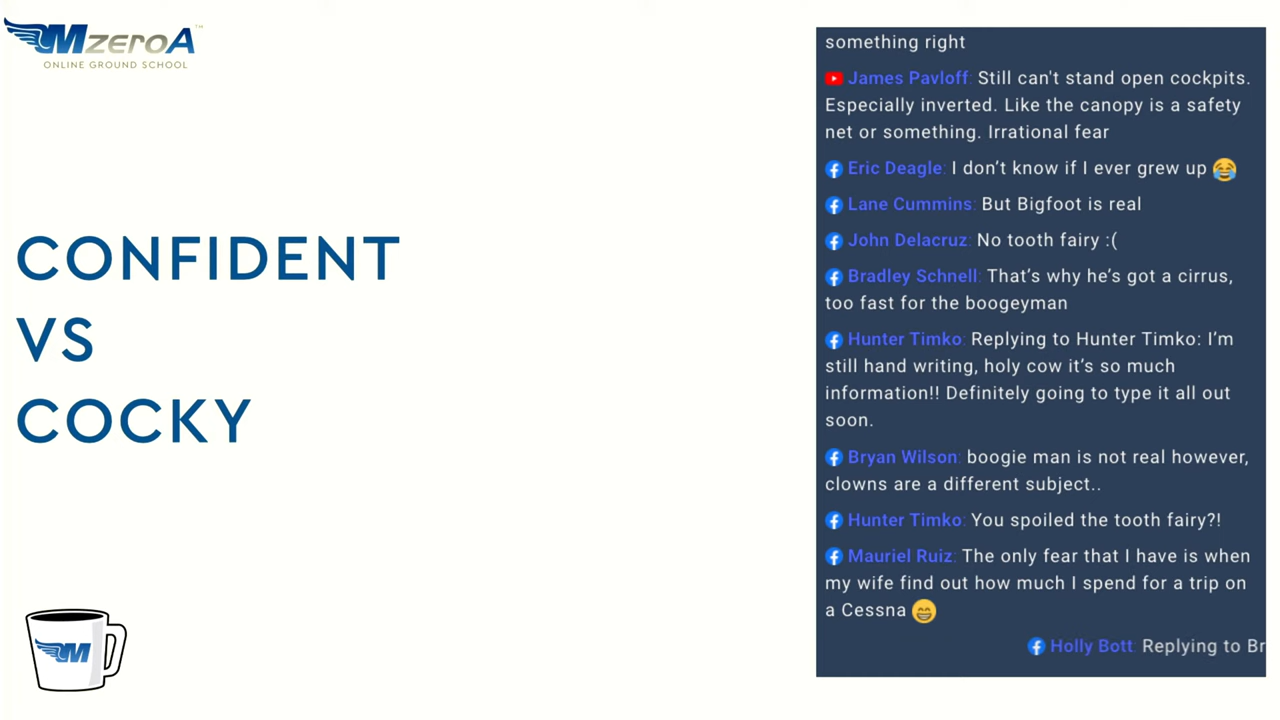 MzeroA™
ONLINE GROUND SCHOOL
CONFIDENT
VS
COCKY
M
something right
James Pavloff: Still can't stand open cockpits.
Especially inverted. Like the canopy is a safety
net or something. Irrational fear
Eric Deagle: I don’t know if I ever grew up 😂
Lane Cummins: But Bigfoot is real
John Delacruz: No tooth fairy :(
Bradley Schnell: That’s why he’s got a cirrus,
too fast for the boogeyman
Hunter Timko: Replying to Hunter Timko: I’m
still hand writing, holy cow it’s so much
information!! Definitely going to type it all out
soon.
Bryan Wilson: boogie man is not real however,
clowns are a different subject..
Hunter Timko: You spoiled the tooth fairy?!
Mauriel Ruiz: The only fear that I have is when
my wife find out how much I spend for a trip on
a Cessna 😁
Holly Bott: Replying to Br